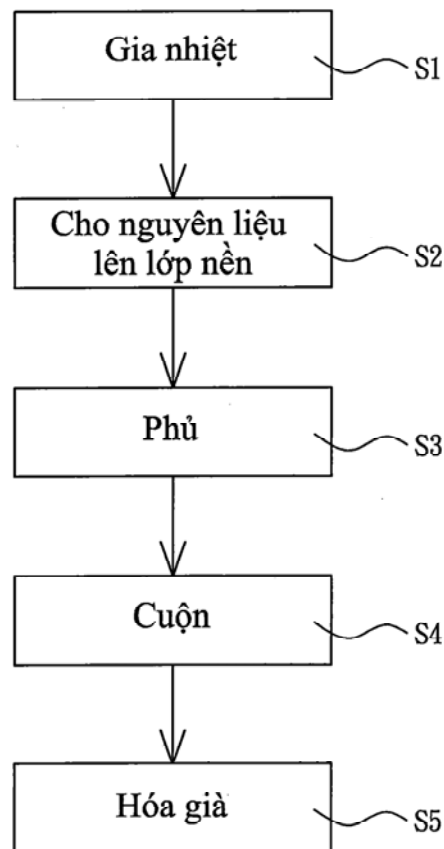 Gia nhiệt
S1
Cho nguyên liệu
lên lớp nền
S2
Phủ
S3
Cuộn
S4
Hóa già
S5